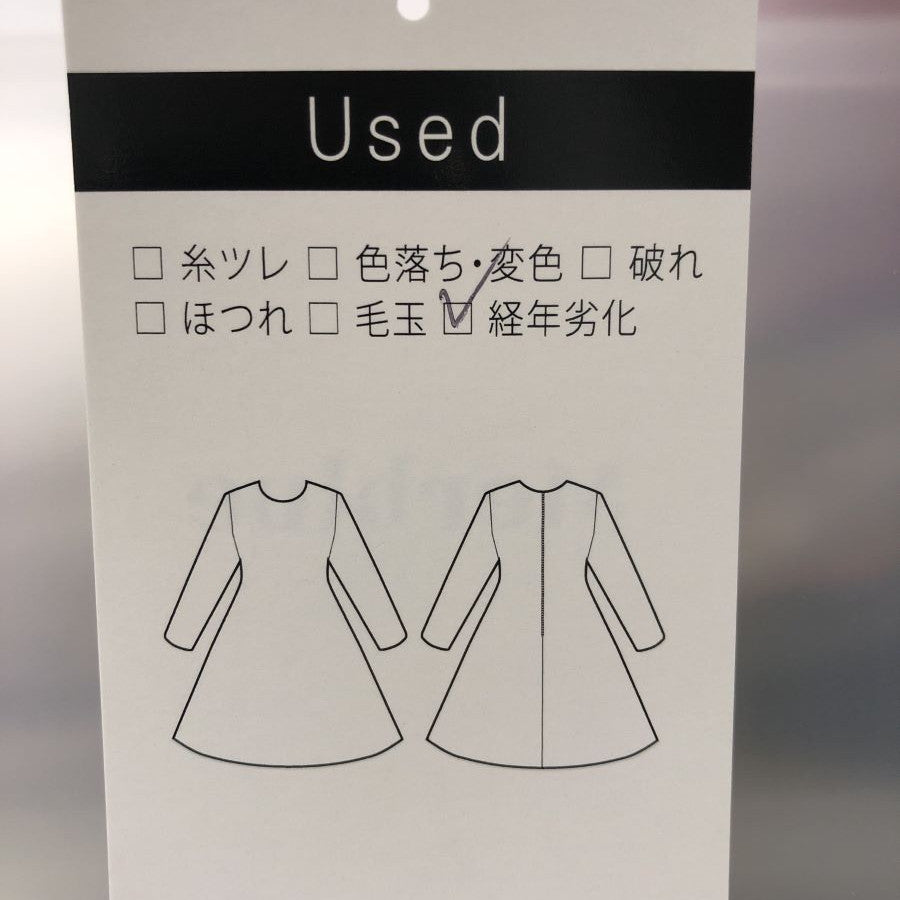 Used
□ 糸ツレ □ 色落ち・変色 □ 破れ
□ ほつれ □ 毛玉 ☑ 経年劣化